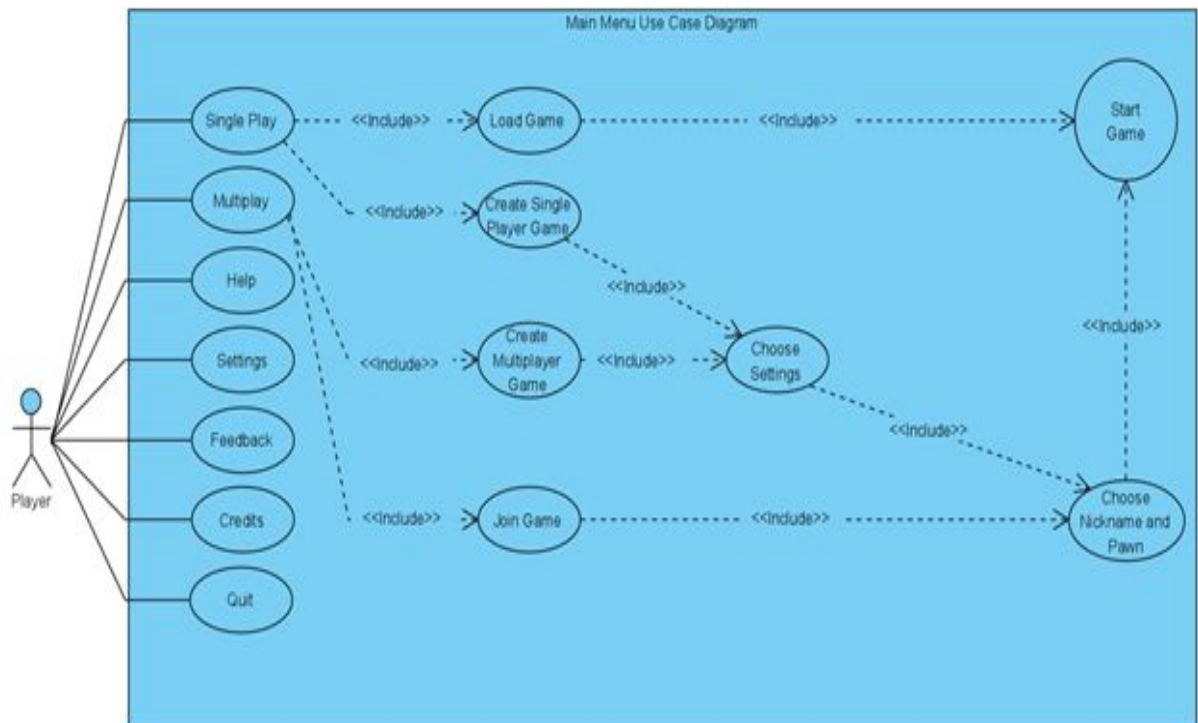 Main Menu Use Case Diagram
Single Play
<<Include>>
Load Game
<<Include>>
Start
Game
Multiplay
<<Include>>
Create Single
Player Game
Help
<<Include>>
<<Include>>
Settings
<<Include>>
Create
Multiplayer
Game
<<Include>>
Choose
Settings
<<Include>>
Feedback
Player
Credits
<<Include>>
Join Game
<<Include>>
Choose
Nickname and
Pawn
Quit